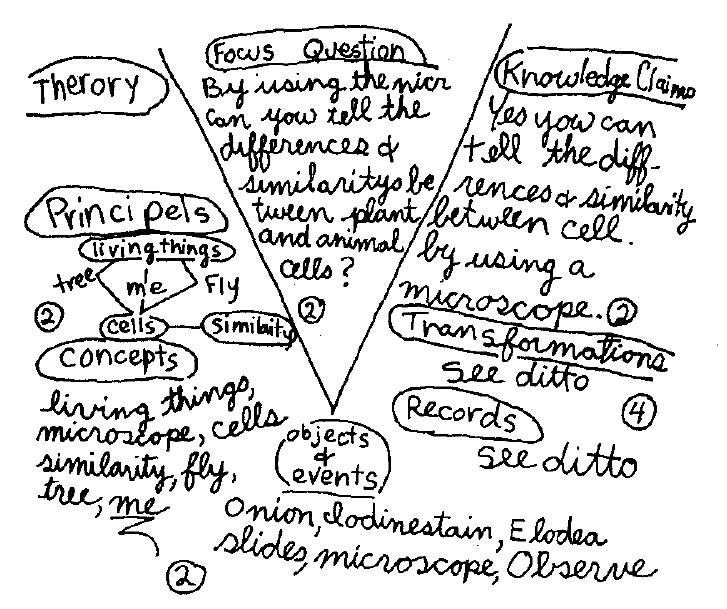 Therory
Principels
living things
tree me Fly
cells similairity
②
Concepts
living things,
microscope, cells
similarity, fly,
tree, me
②
Focus Question
By using the micr
can you tell the
differences &
similaritys be
tween plant
and animal
cells?
②
Knowledge Claims
Yes you can
tell the diff-
rences & similarity
between cell.
by using a
microscope. ②
Transformations
See ditto
④
Records
See ditto
objects
&
events
Onion, Iodinestain, Elodea
slides, microscope, Observe